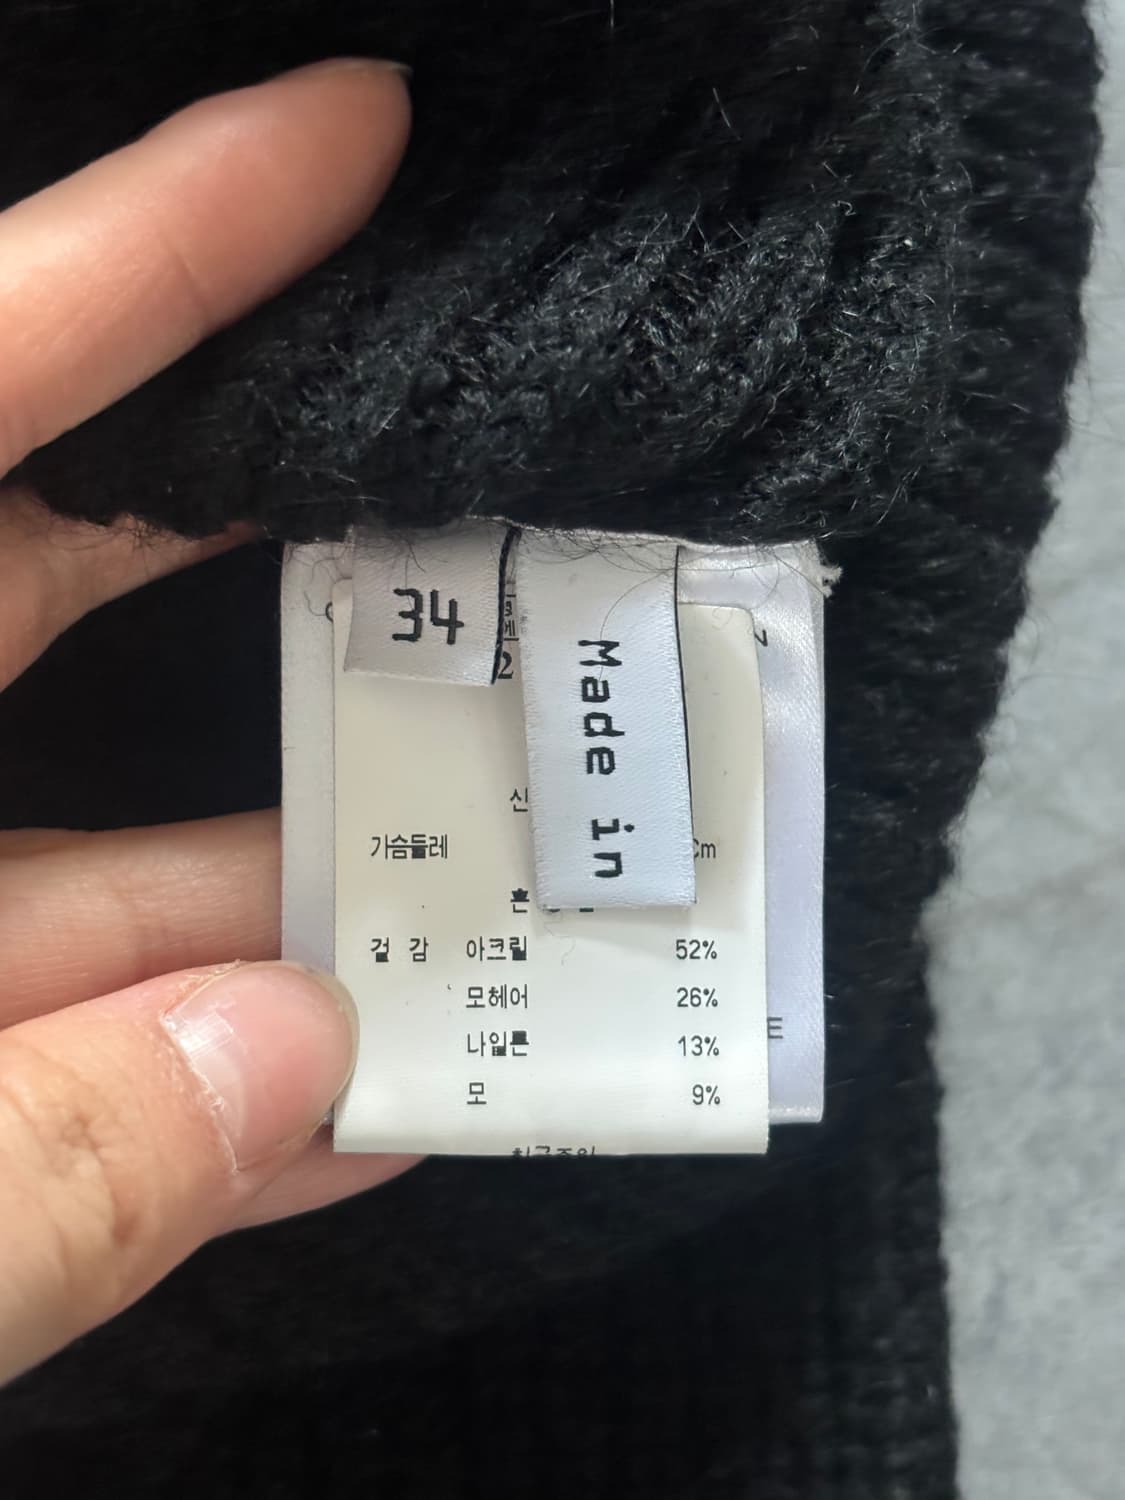 34
2
Made in
가슴둘레
Cm
겉 감 아크릴 52%
모헤어 26%
나일론 13%
모 9%
E